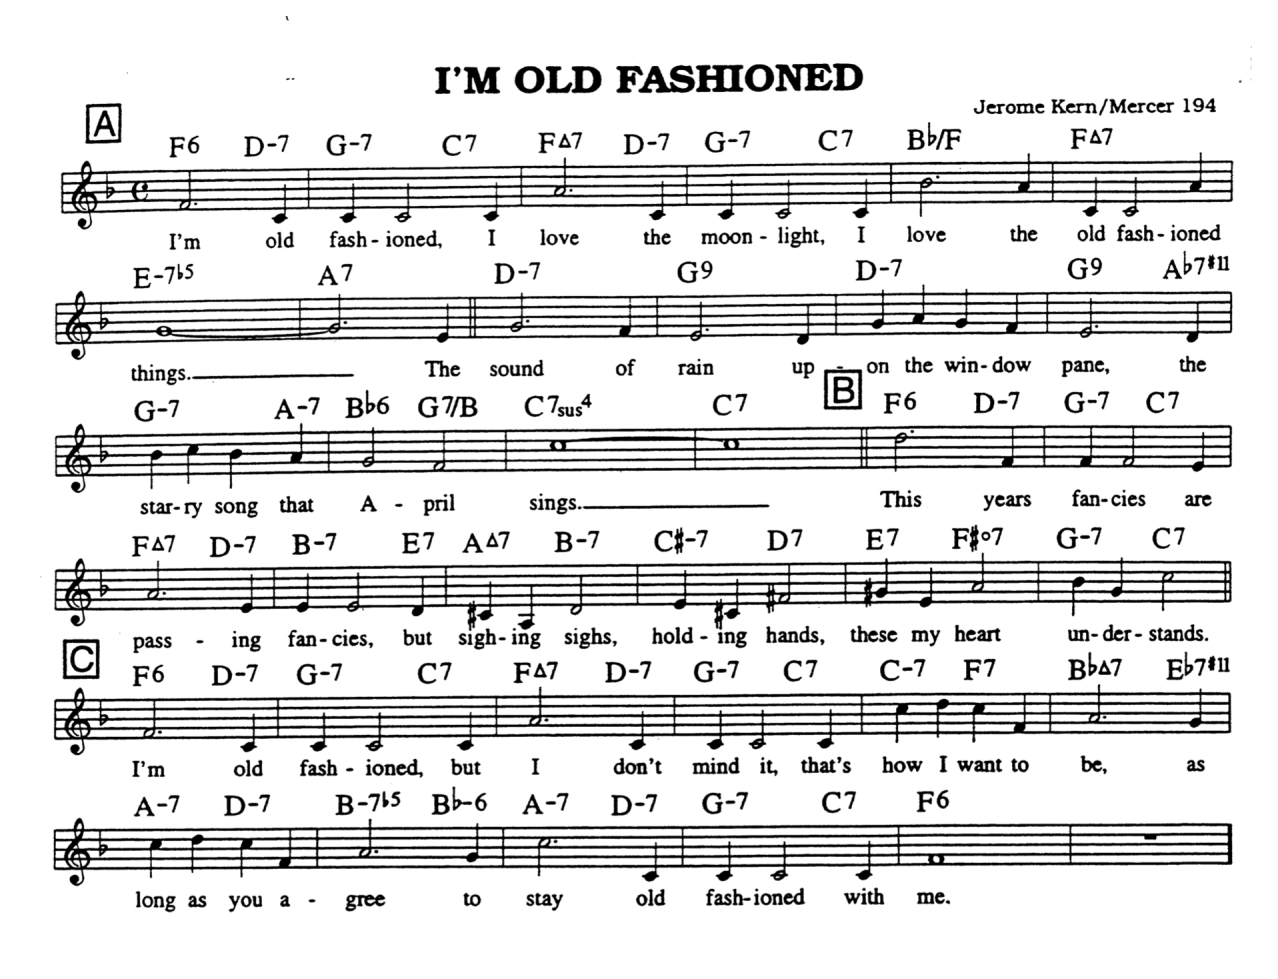 I'M OLD FASHIONED
Jerome Kern/Mercer 194
A
F6 D-7 G-7 C7 F△7 D-7 G-7 C7 B♭/F F△7
I'm old fash-ioned, I love the moon-light, I love the old fash-ioned
E-7♭5 A7 D-7 G9 D-7 G9 A♭7#11
things. The sound of rain up - on the win-dow pane, the
G-7 A-7 B♭6 G7/B C7sus4 C7 B F6 D-7 G-7 C7
star-ry song that A - pril sings. This years fan-cies are
F△7 D-7 B-7 E7 A△7 B-7 C#-7 D7 E7 F#°7 G-7 C7
pass - ing fan-cies, but sigh-ing sighs, hold-ing hands, these my heart un-der-stands.
C
F6 D-7 G-7 C7 F△7 D-7 G-7 C7 C-7 F7 B♭△7 E♭7#11
I'm old fash-ioned, but I don't mind it, that's how I want to be, as
A-7 D-7 B-7♭5 B♭-6 A-7 D-7 G-7 C7 F6
long as you a - gree to stay old fash-ioned with me.